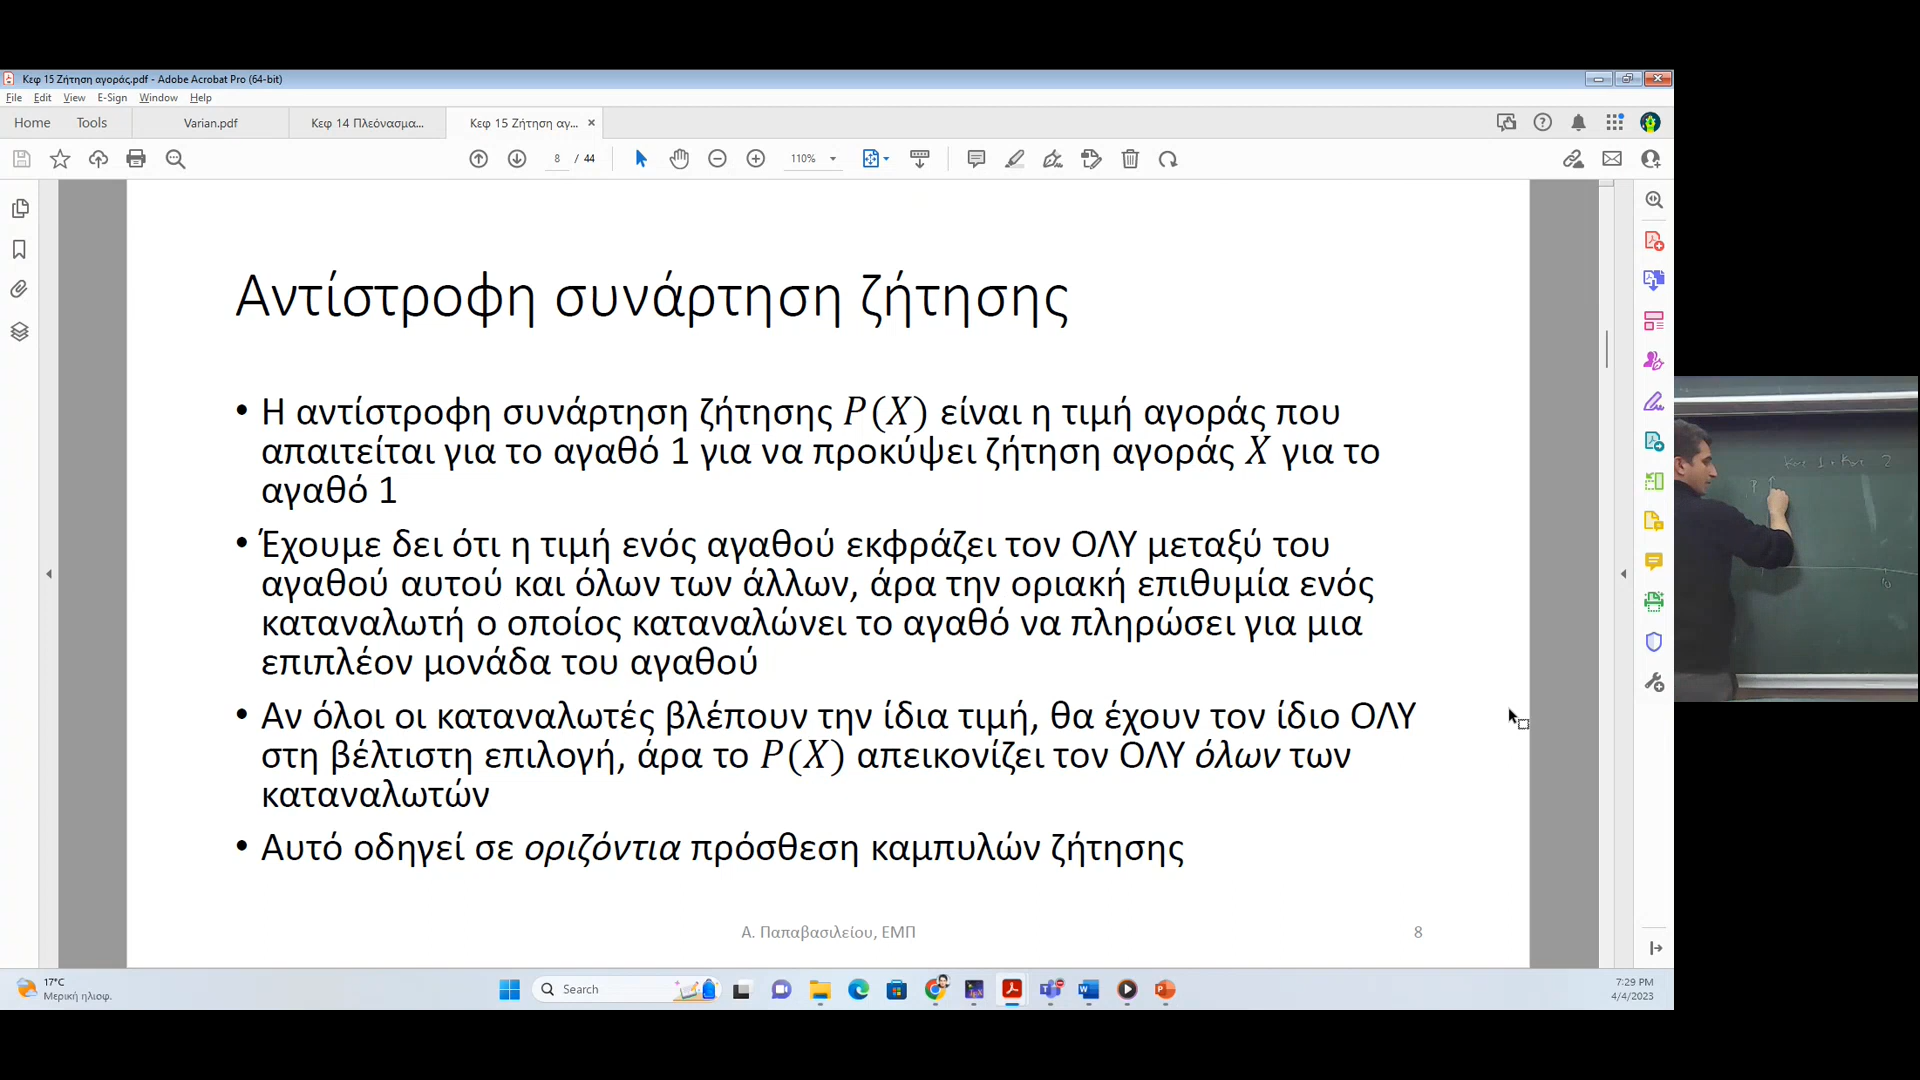 Κεφ 15 Ζήτηση αγοράς.pdf - Adobe Acrobat Pro (64-bit)
File Edit View E-Sign Window Help
Home Tools Varian.pdf Κεφ 14 Πλεόνασμα... Κεφ 15 Ζήτηση αγ...
8 / 44 110%
Αντίστροφη συνάρτηση ζήτησης
• Η αντίστροφη συνάρτηση ζήτησης P(X) είναι η τιμή αγοράς που
απαιτείται για το αγαθό 1 για να προκύψει ζήτηση αγοράς X για το
αγαθό 1
• Έχουμε δει ότι η τιμή ενός αγαθού εκφράζει τον ΟΛΥ μεταξύ του
αγαθού αυτού και όλων των άλλων, άρα την οριακή επιθυμία ενός
καταναλωτή ο οποίος καταναλώνει το αγαθό να πληρώσει για μια
επιπλέον μονάδα του αγαθού
• Αν όλοι οι καταναλωτές βλέπουν την ίδια τιμή, θα έχουν τον ίδιο ΟΛΥ
στη βέλτιστη επιλογή, άρα το P(X) απεικονίζει τον ΟΛΥ όλων των
καταναλωτών
• Αυτό οδηγεί σε οριζόντια πρόσθεση καμπυλών ζήτησης
Α. Παπαβασιλείου, ΕΜΠ 8
17°C
Μερική ηλιοφ.
Search
7:29 PM
4/4/2023